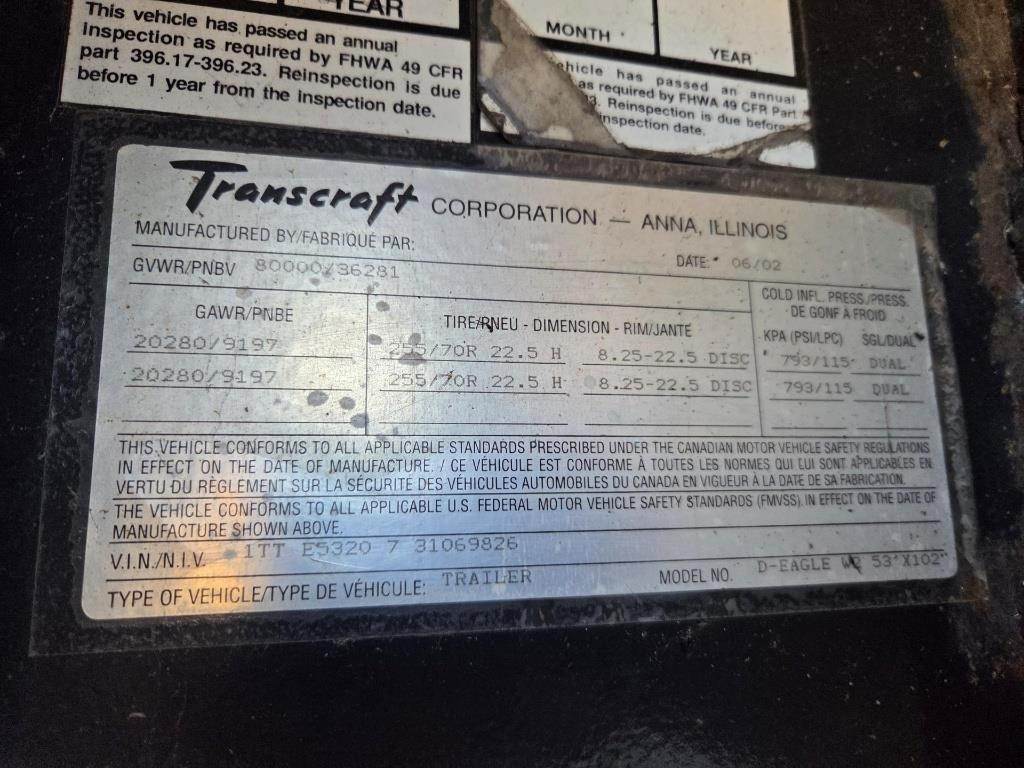 YEAR
This vehicle has passed an annual
inspection as required by FHWA 49 CFR
part 396.17-396.23. Reinspection is due
before 1 year from the inspection date.
MONTH
YEAR
vehicle has passed an annual
as required by FHWA 49 CFR Part
Reinspection is due before
inspection date.
Transcraft CORPORATION — ANNA, ILLINOIS
MANUFACTURED BY/FABRIQUÉ PAR:
DATE: 06/02
GVWR/PNBV 80000/36281
GAWR/PNBE
TIRE/PNEU - DIMENSION - RIM/JANTE
COLD INFL. PRESS./PRESS.
DE GONF À FROID
KPA (PSI/LPC) SGL/DUAL
20280/9197 255/70R 22.5 H 8.25-22.5 DISC 793/115 DUAL
20280/9197 255/70R 22.5 H 8.25-22.5 DISC 793/115 DUAL
THIS VEHICLE CONFORMS TO ALL APPLICABLE STANDARDS PRESCRIBED UNDER THE CANADIAN MOTOR VEHICLE SAFETY REGULATIONS
IN EFFECT ON THE DATE OF MANUFACTURE. / CE VÉHICULE EST CONFORME À TOUTES LES NORMES QUI LUI SONT APPLICABLES EN
VERTU DU RÈGLEMENT SUR LA SÉCURITÉ DES VÉHICULES AUTOMOBILES DU CANADA EN VIGUEUR À LA DATE DE SA FABRICATION.
THE VEHICLE CONFORMS TO ALL APPLICABLE U.S. FEDERAL MOTOR VEHICLE SAFETY STANDARDS (FMVSS) IN EFFECT ON THE DATE OF
MANUFACTURE SHOWN ABOVE.
V.I.N./N.I.V. 1TT E5320 7 31069826
TYPE OF VEHICLE/TYPE DE VÉHICULE: TRAILER
MODEL NO. D-EAGLE 53'X102"